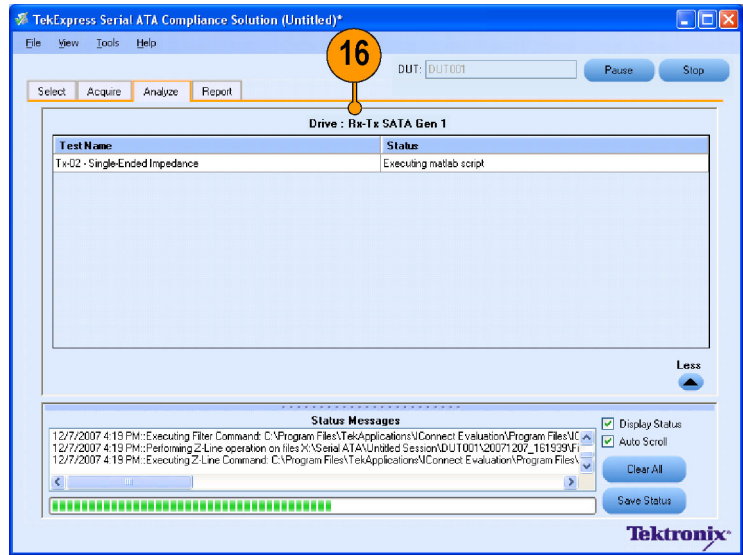 TekExpress Serial ATA Compliance Solution (Untitled)*
File View Tools Help
16
DUT: DUT001
Pause Stop
Select Acquire Analyze Report
Drive : Rx-Tx SATA Gen 1
Test Name Status
Tx-02 - Single-Ended Impedance Executing matlab script
Less
Status Messages
12/7/2007 4:19 PM::Executing Filter Command: C:\Program Files\TekApplications\IConnect Evaluation\Program Files\IC
12/7/2007 4:19 PM::Performing Z-Line operation on files X:\Serial ATA\Untitled Session\DUT001\20071207_161939\Fi
12/7/2007 4:19 PM::Executing Z-Line Command: C:\Program Files\TekApplications\IConnect Evaluation\Program Files\
Display Status
Auto Scroll
Clear All
Save Status
Tektronix